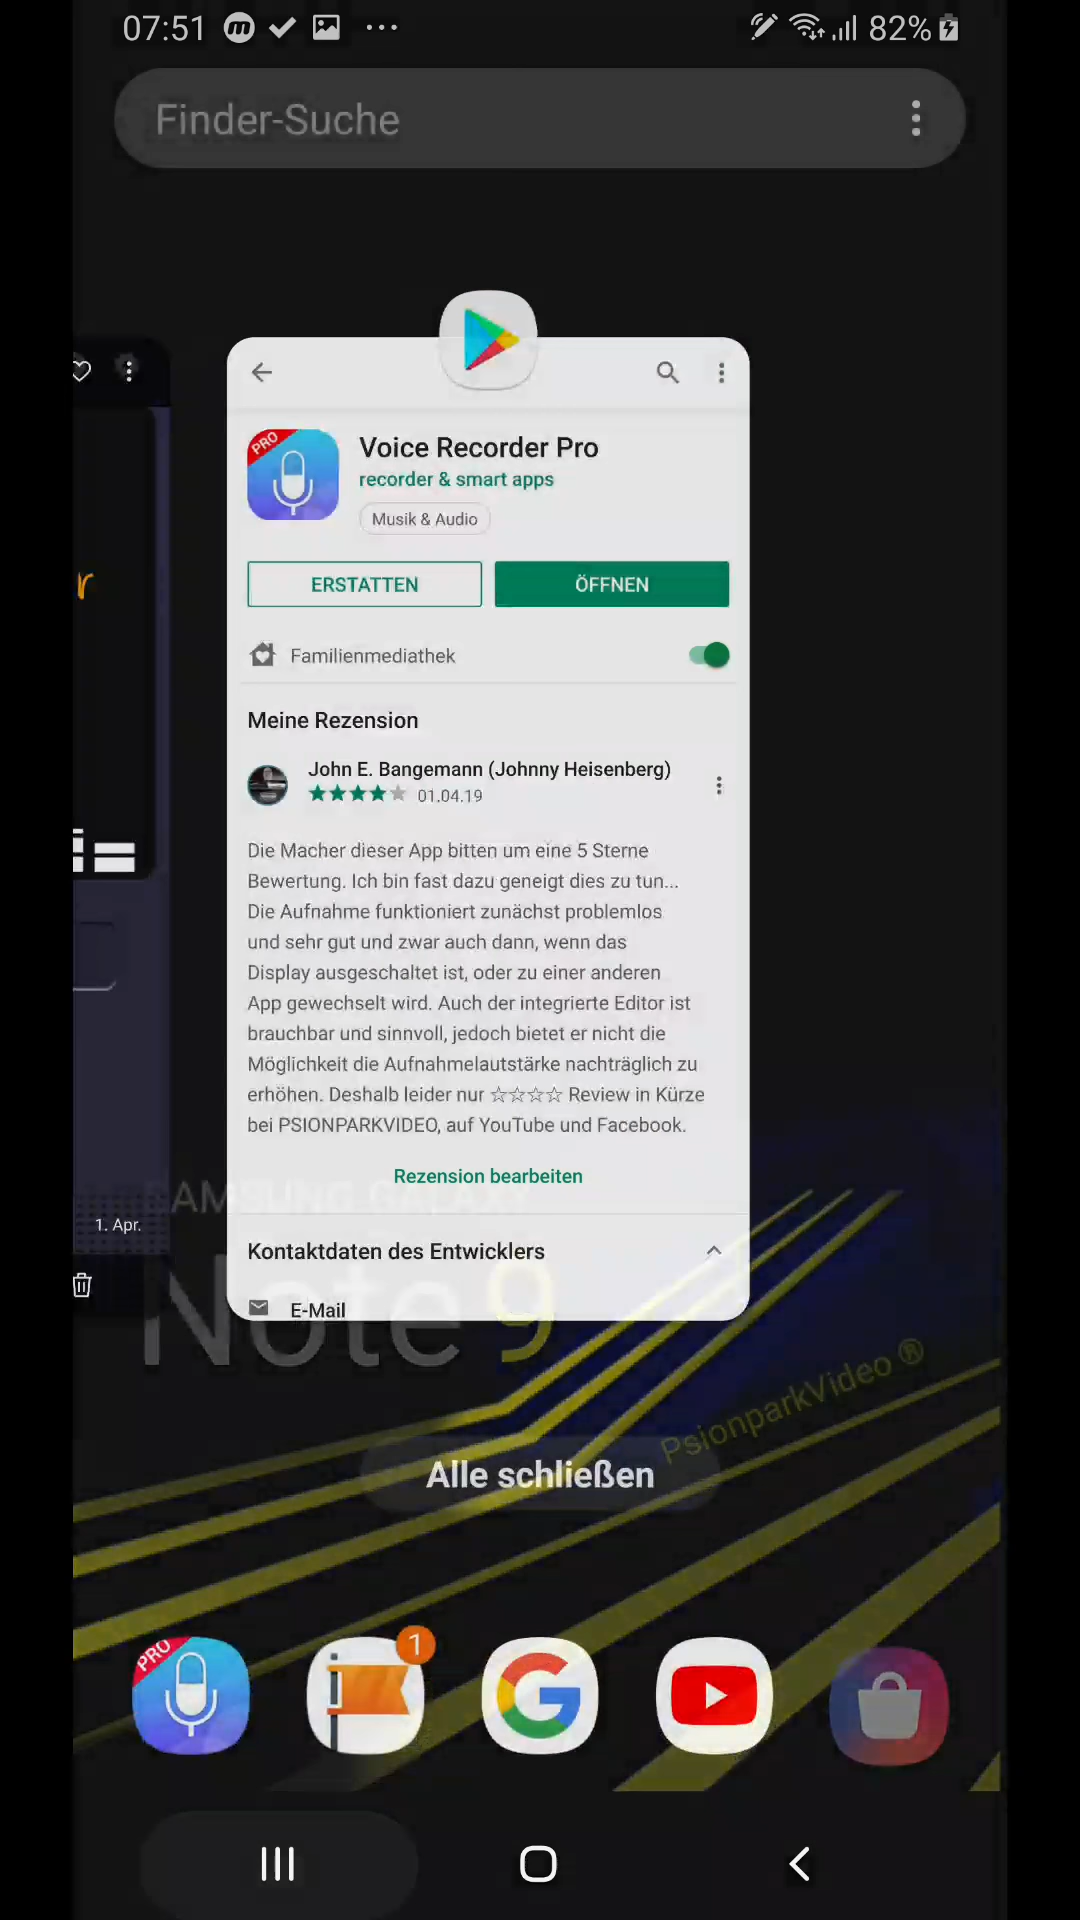 07:51
82%
Finder-Suche
PRO
Voice Recorder Pro
recorder & smart apps
Musik & Audio
ERSTATTEN
ÖFFNEN
Familienmediathek
Meine Rezension
John E. Bangemann (Johnny Heisenberg)
01.04.19
Die Macher dieser App bitten um eine 5 Sterne
Bewertung. Ich bin fast dazu geneigt dies zu tun...
Die Aufnahme funktioniert zunächst problemlos
und sehr gut und zwar auch dann, wenn das
Display ausgeschaltet ist, oder zu einer anderen
App gewechselt wird. Auch der integrierte Editor ist
brauchbar und sinnvoll, jedoch bietet er nicht die
Möglichkeit die Aufnahmelautstärke nachträglich zu
erhöhen. Deshalb leider nur ☆☆☆☆ Review in Kürze
bei PSIONPARKVIDEO, auf YouTube und Facebook.
Rezension bearbeiten
SAMSUNG GALAXY
1. Apr.
Kontaktdaten des Entwicklers
E-Mail
Note 9
PsionparkVideo ®
Alle schließen
PRO
1